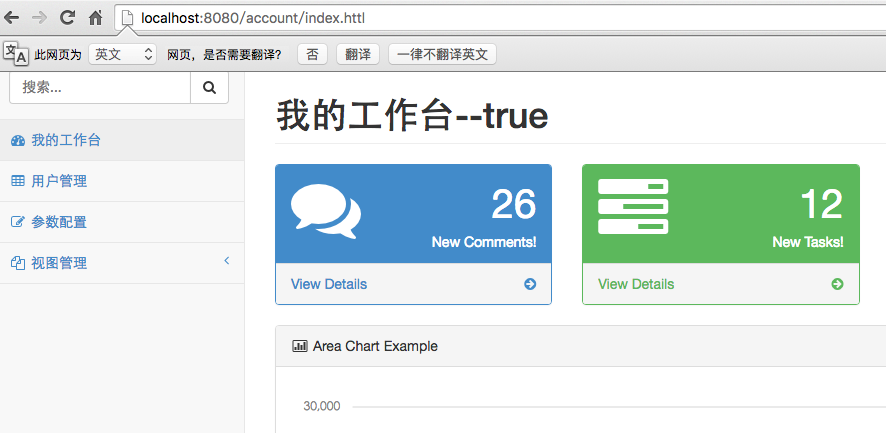 localhost:8080/account/index.httl
此网页为 英文 网页，是否需要翻译？ 否 翻译 一律不翻译英文
搜索...
我的工作台
用户管理
参数配置
视图管理
我的工作台--true
26
New Comments!
View Details
12
New Tasks!
View Details
Area Chart Example
30,000